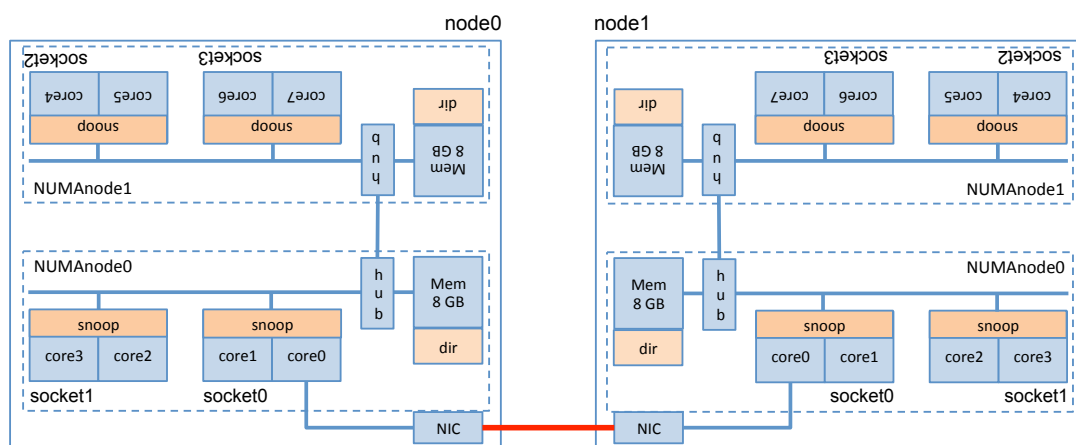 node0
node1
socket2
socket3
socket3
socket2
core4
core5
core6
core7
core7
core6
core5
core4
dir
dir
snoop
snoop
snoop
snoop
hub
Mem
8 GB
Mem
8 GB
hub
NUMAnode1
NUMAnode1
NUMAnode0
NUMAnode0
hub
Mem
8 GB
Mem
8 GB
hub
snoop
snoop
snoop
snoop
core3
core2
core1
core0
dir
dir
core0
core1
core2
core3
socket1
socket0
socket0
socket1
NIC
NIC